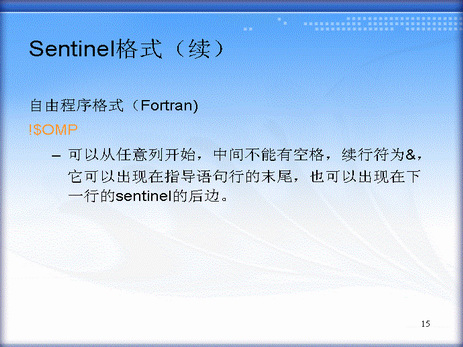 Sentinel格式（续）
自由程序格式（Fortran)
!$OMP
– 可以从任意列开始，中间不能有空格，续行符为&，
它可以出现在指导语句行的末尾，也可以出现在下
一行的sentinel的后边。
15